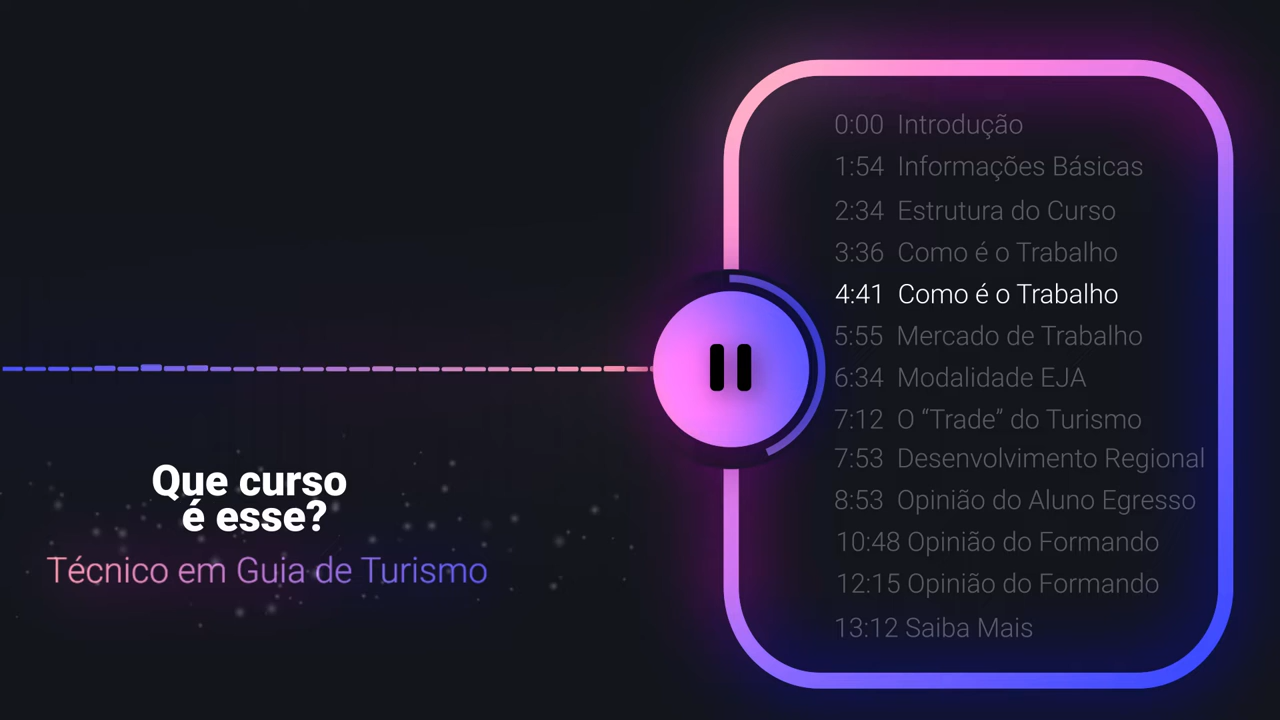 Que curso
é esse?
Técnico em Guia de Turismo
0:00 Introdução
1:54 Informações Básicas
2:34 Estrutura do Curso
3:36 Como é o Trabalho
4:41 Como é o Trabalho
5:55 Mercado de Trabalho
6:34 Modalidade EJA
7:12 O “Trade” do Turismo
7:53 Desenvolvimento Regional
8:53 Opinião do Aluno Egresso
10:48 Opinião do Formando
12:15 Opinião do Formando
13:12 Saiba Mais